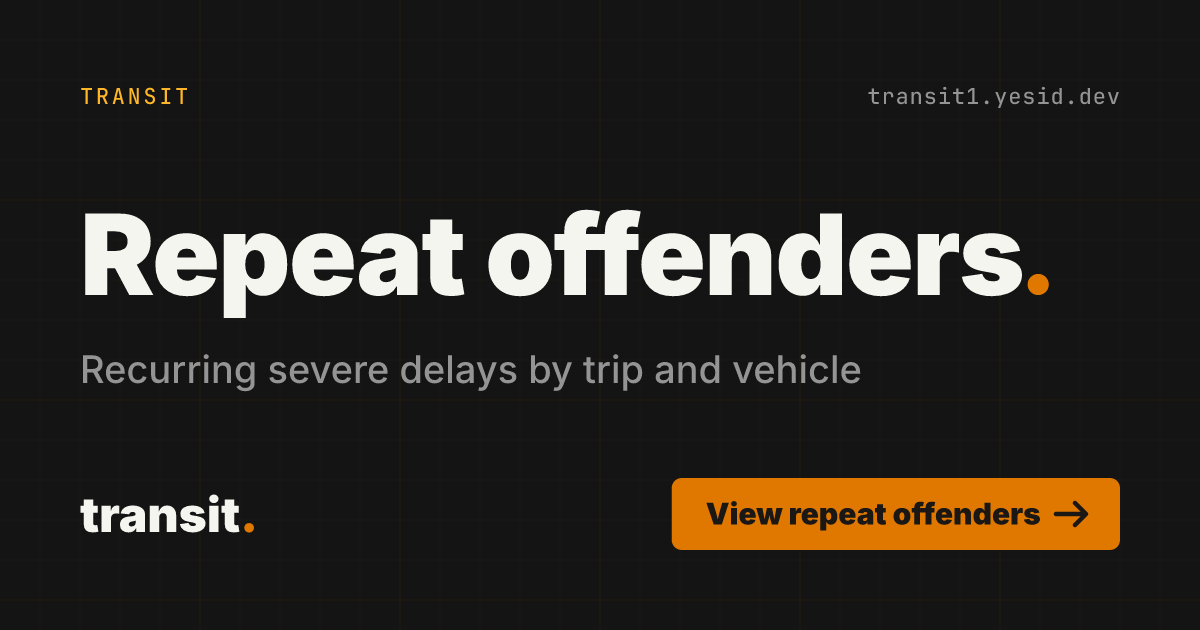 TRANSIT
transit1.yesid.dev
Repeat offenders.
Recurring severe delays by trip and vehicle
transit.
View repeat offenders →